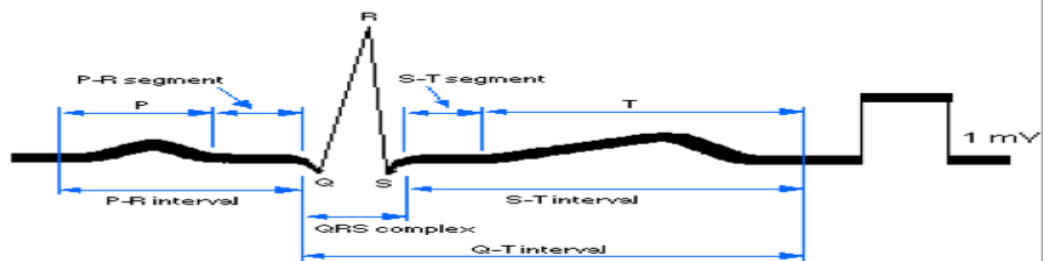 R
P-R segment
S-T segment
P
T
1 mV
Q
S
P-R interval
S-T interval
QRS complex
Q-T interval